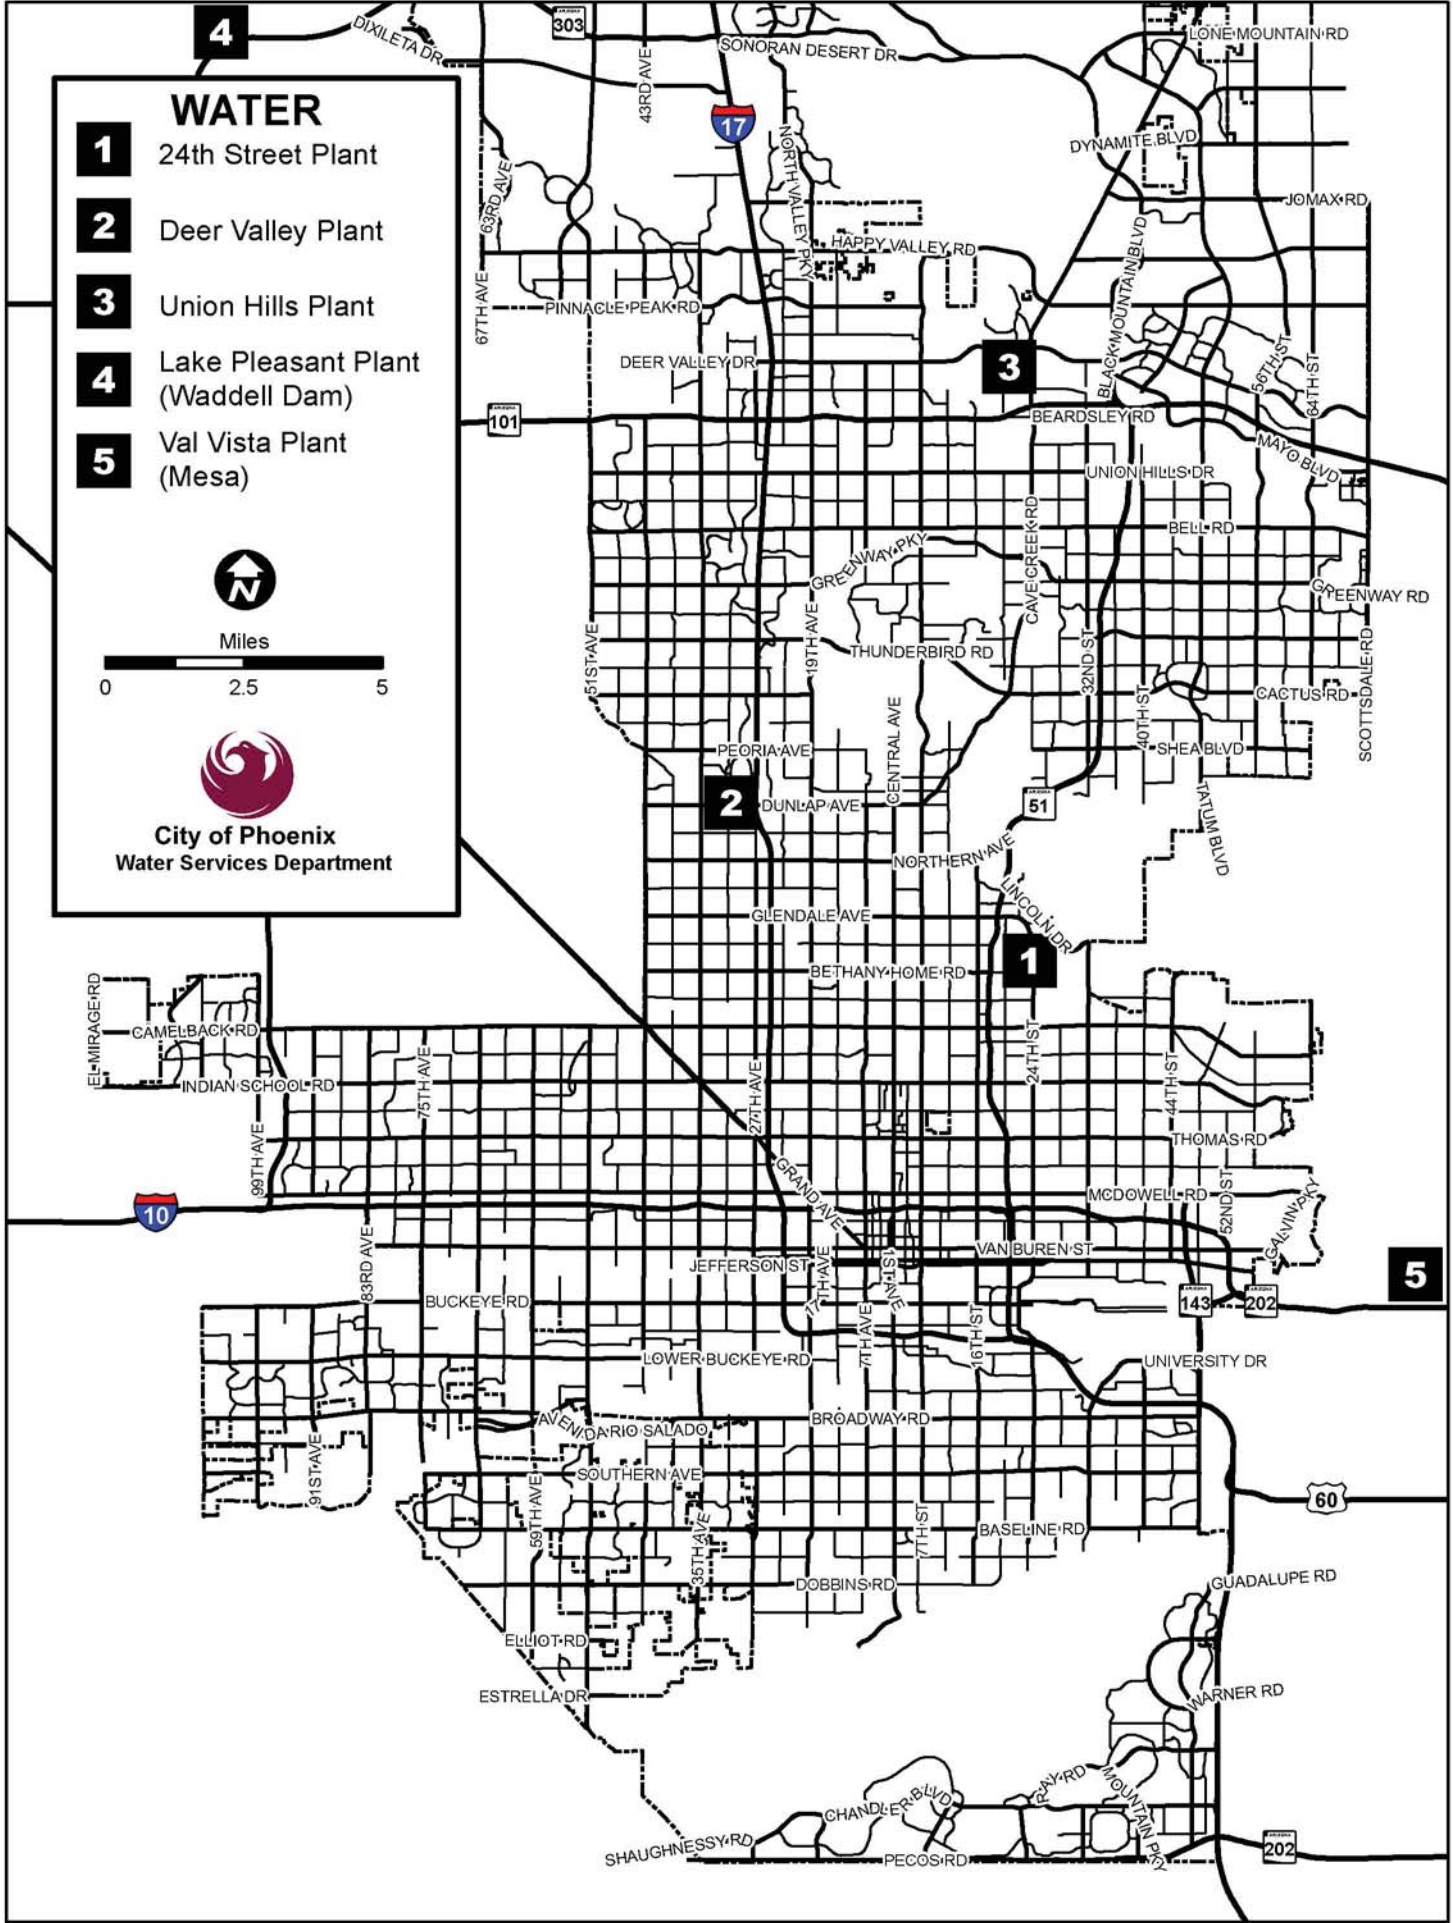 4
DIXILETA DR
ARIZONA
303
43RD AVE
SONORAN DESERT DR
LONE MOUNTAIN RD
WATER
1
24th Street Plant
2
Deer Valley Plant
3
Union Hills Plant
4
Lake Pleasant Plant
(Waddell Dam)
5
Val Vista Plant
(Mesa)
N
Miles
0 2.5 5
City of Phoenix
Water Services Department
17
NORTH VALLEY PKY
DYNAMITE BLVD
63RD AVE
JOMAX RD
HAPPY VALLEY RD
BLACK MOUNTAIN BLVD
67TH AVE
PINNACLE PEAK RD
DEER VALLEY DR
3
56TH ST
64TH ST
ARIZONA
101
BEARDSLEY RD
MAYO BLVD
UNION HILLS DR
BELL RD
CAVE CREEK RD
GREENWAY PKY
GREENWAY RD
51ST AVE
19TH AVE
THUNDERBIRD RD
32ND ST
SCOTTSDALE RD
CACTUS RD
40TH ST
CENTRAL AVE
PEORIA AVE
SHEA BLVD
2
DUNLAP AVE
ARIZONA
51
TATUM BLVD
NORTHERN AVE
LINCOLN DR
GLENDALE AVE
1
BETHANY HOME RD
EL MIRAGE RD
CAMELBACK RD
INDIAN SCHOOL RD
75TH AVE
27TH AVE
24TH ST
44TH ST
99TH AVE
THOMAS RD
GRAND AVE
MCDOWELL RD
52ND ST
GALVIN PKY
10
83RD AVE
VAN BUREN ST
JEFFERSON ST
17TH AVE
1ST AVE
5
BUCKEYE RD
7TH AVE
16TH ST
143
ARIZONA
202
LOWER BUCKEYE RD
UNIVERSITY DR
AVENIDA RIO SALADO
BROADWAY RD
91ST AVE
SOUTHERN AVE
59TH AVE
35TH AVE
7TH ST
60
BASELINE RD
DOBBINS RD
GUADALUPE RD
ELLIOT RD
ESTRELLA DR
WARNER RD
RAY RD
MOUNTAIN PKY
CHANDLER BLVD
SHAUGHNESSY RD
PECOS RD
ARIZONA
202